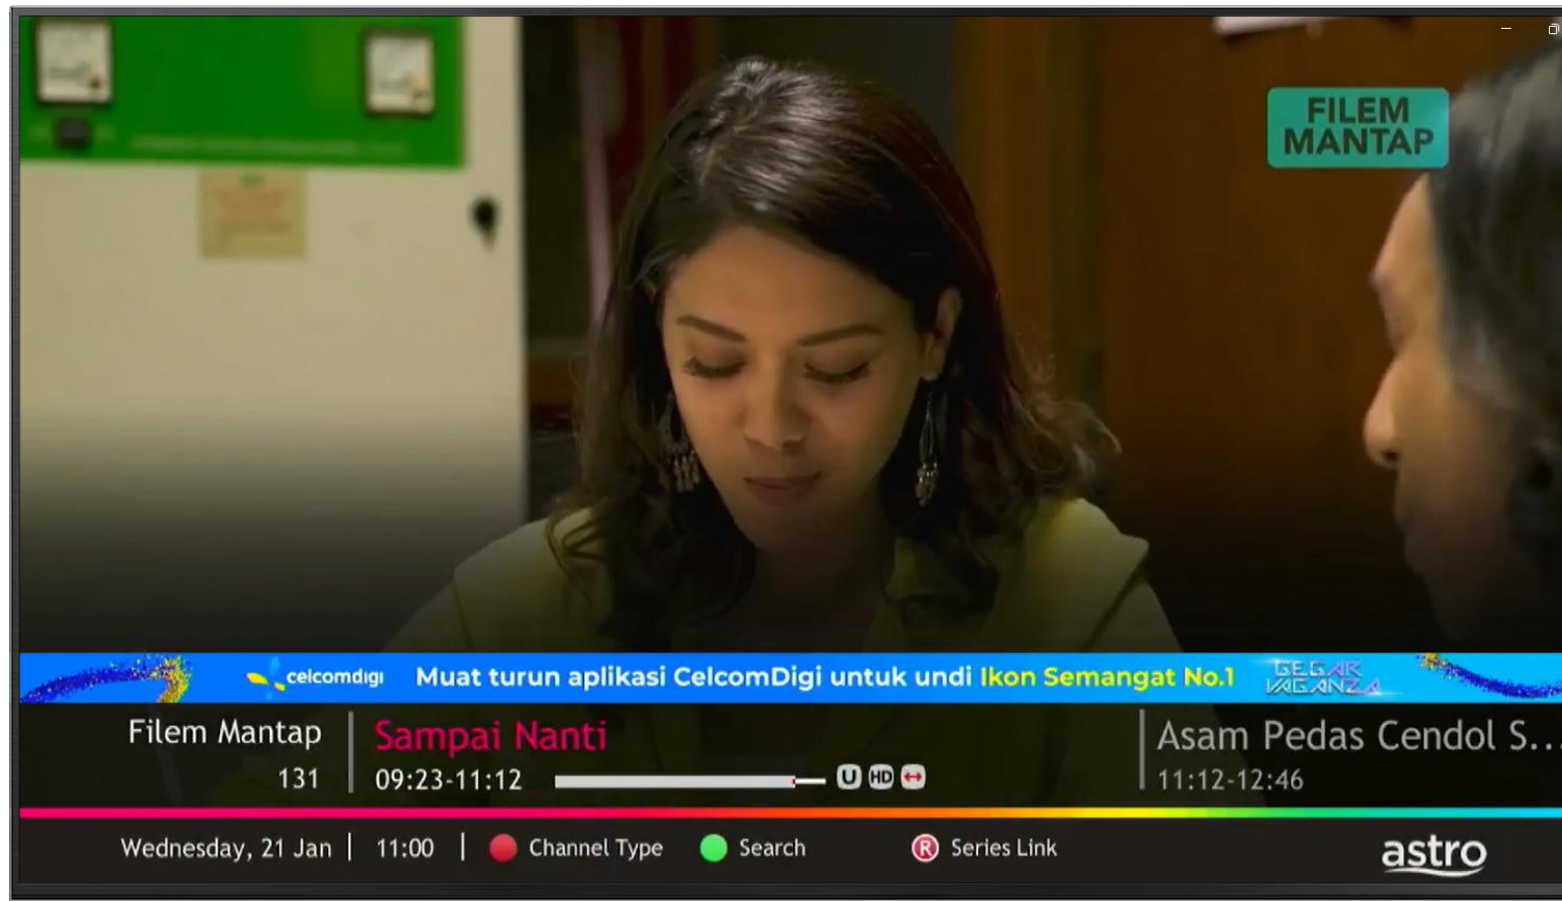 FILEM
MANTAP
celcomdigi Muat turun aplikasi CelcomDigi untuk undi Ikon Semangat No.1 GEGAR
VAGANZA
Filem Mantap
131
Sampai Nanti
09:23-11:12 U HD
Asam Pedas Cendol S...
11:12-12:46
Wednesday, 21 Jan | 11:00 | Channel Type Search R Series Link astro